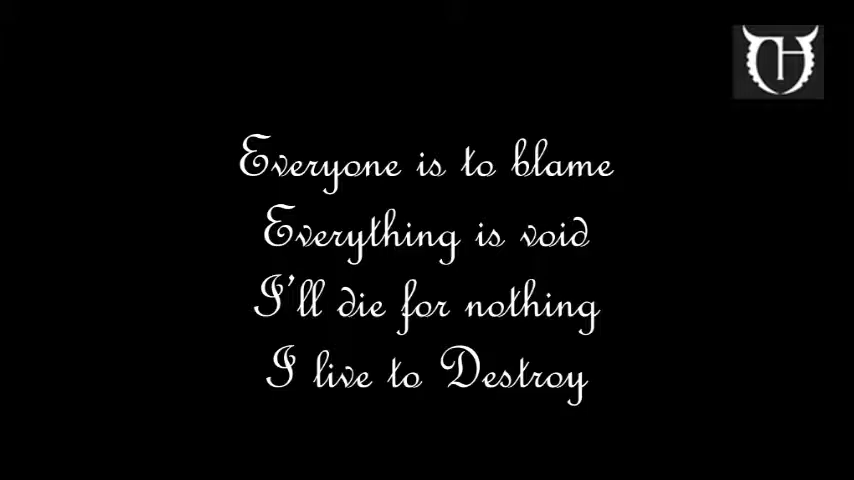 Everyone is to blame
Everything is void
I'll die for nothing
I live to Destroy